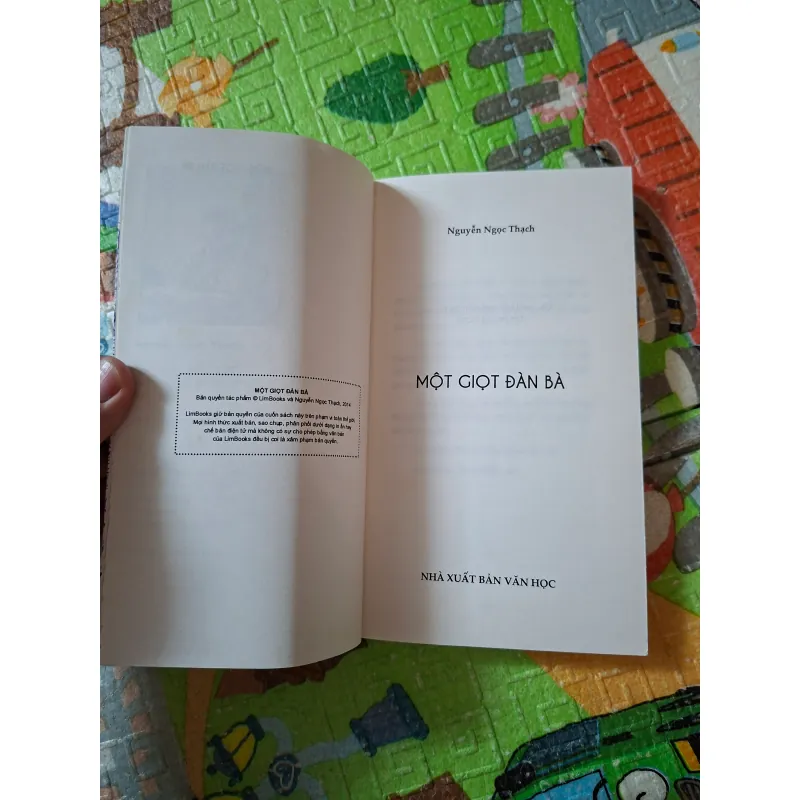 MỘT GIỌT ĐÀN BÀ
Bản quyền tác phẩm © LimBooks và Nguyễn Ngọc Thạch, 2014
LimBooks giữ bản quyền của cuốn sách này trên phạm vi toàn thế giới.
Mọi hình thức xuất bản, sao chụp, phân phối dưới dạng in ấn hay
chế bản điện tử mà không có sự cho phép bằng văn bản
của LimBooks đều bị coi là xâm phạm bản quyền.
Nguyễn Ngọc Thạch
MỘT GIỌT ĐÀN BÀ
NHÀ XUẤT BẢN VĂN HỌC